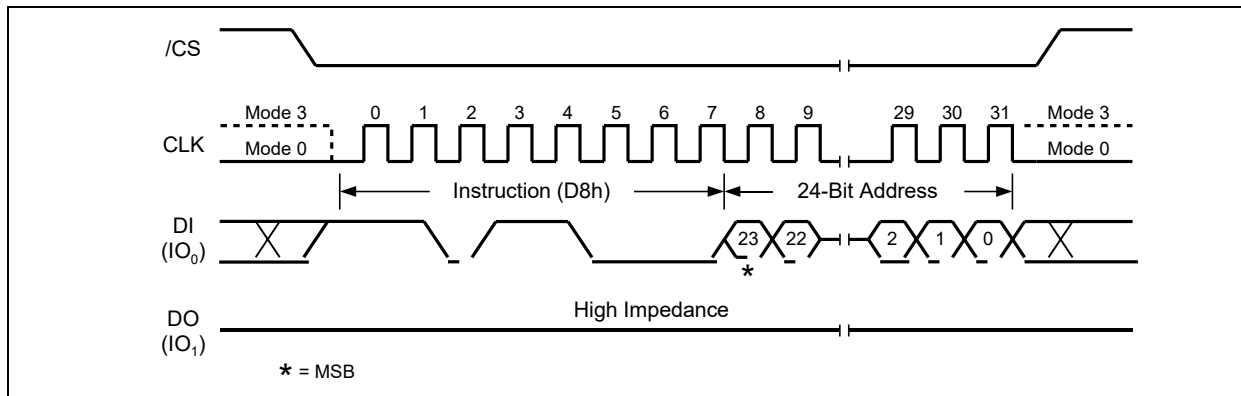 /CS
Mode 3 0 1 2 3 4 5 6 7 8 9 29 30 31 Mode 3
CLK Mode 0 Mode 0
Instruction (D8h) 24-Bit Address
DI
(IO₀) 23 22 2 1 0
*
High Impedance
DO
(IO₁)
* = MSB